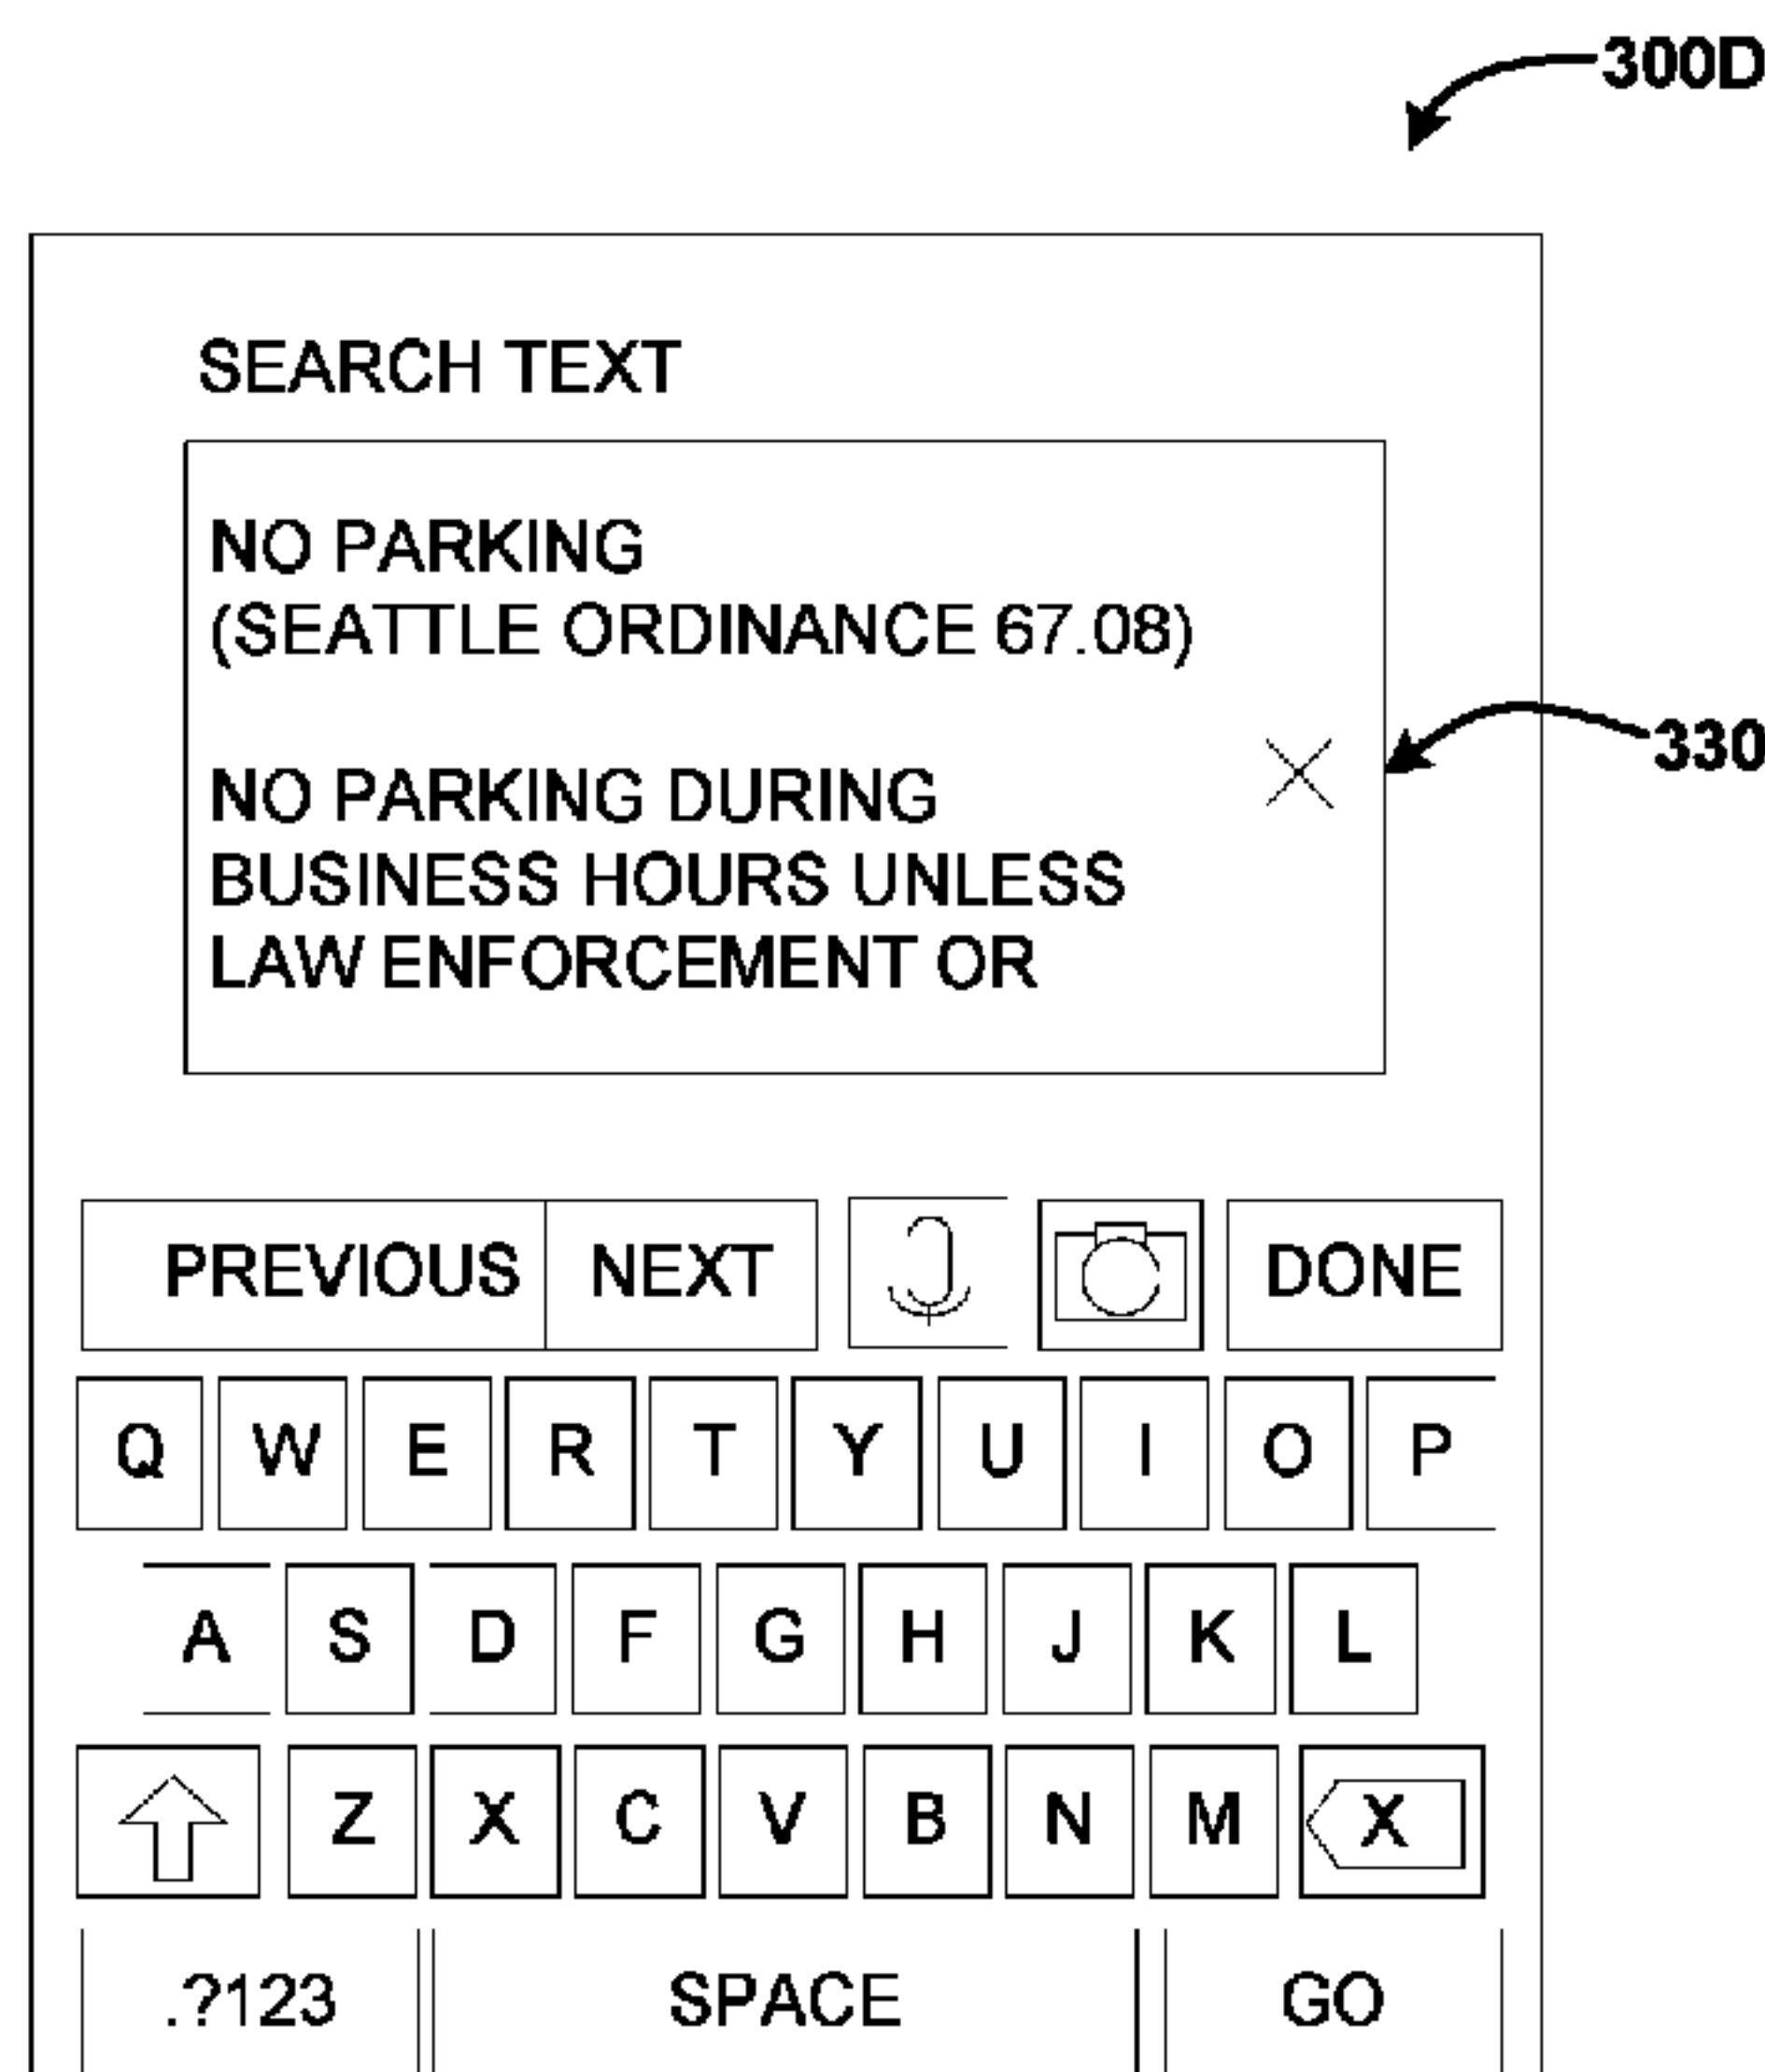 300D
SEARCH TEXT
NO PARKING
(SEATTLE ORDINANCE 67.08)
NO PARKING DURING
BUSINESS HOURS UNLESS
LAW ENFORCEMENT OR
330
PREVIOUS NEXT DONE
Q W E R T Y U I O P
A S D F G H J K L
Z X C V B N M X
.?123 SPACE GO